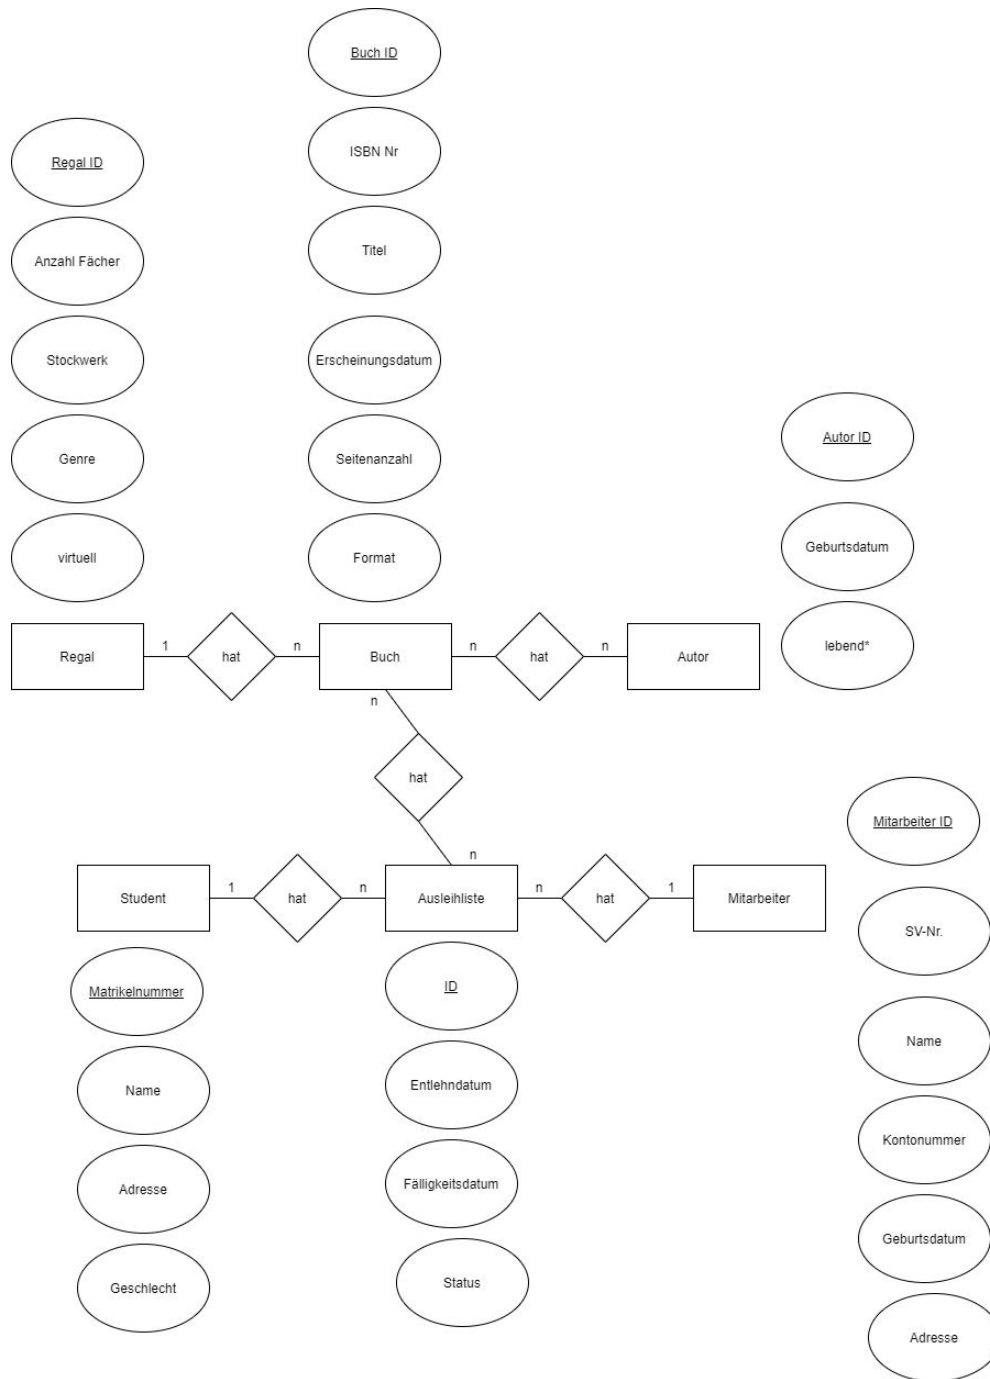 Buch ID
ISBN Nr
Regal ID
Titel
Anzahl Fächer
Stockwerk
Erscheinungsdatum
Autor ID
Genre
Seitenanzahl
Geburtsdatum
virtuell
Format
lebend*
Regal
1
hat
n
Buch
n
hat
n
Autor
n
hat
Mitarbeiter ID
n
Student
1
hat
n
Ausleihliste
n
hat
1
Mitarbeiter
SV-Nr.
Matrikelnummer
ID
Name
Name
Entlehndatum
Kontonummer
Adresse
Fälligkeitsdatum
Geburtsdatum
Geschlecht
Status
Adresse